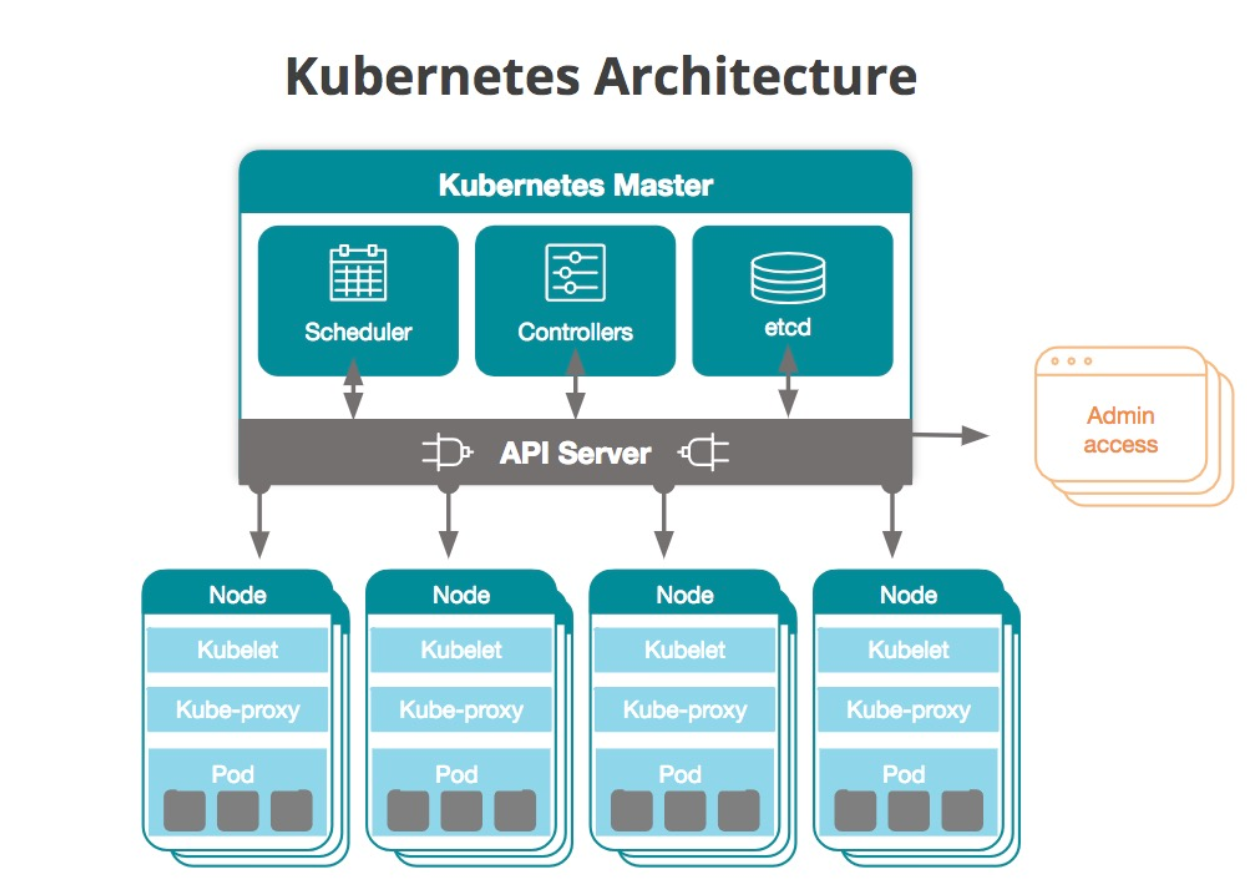 Kubernetes Architecture
Kubernetes Master
Scheduler
Controllers
etcd
API Server
Admin
access
Node
Kubelet
Kube-proxy
Pod
Node
Kubelet
Kube-proxy
Pod
Node
Kubelet
Kube-proxy
Pod
Node
Kubelet
Kube-proxy
Pod